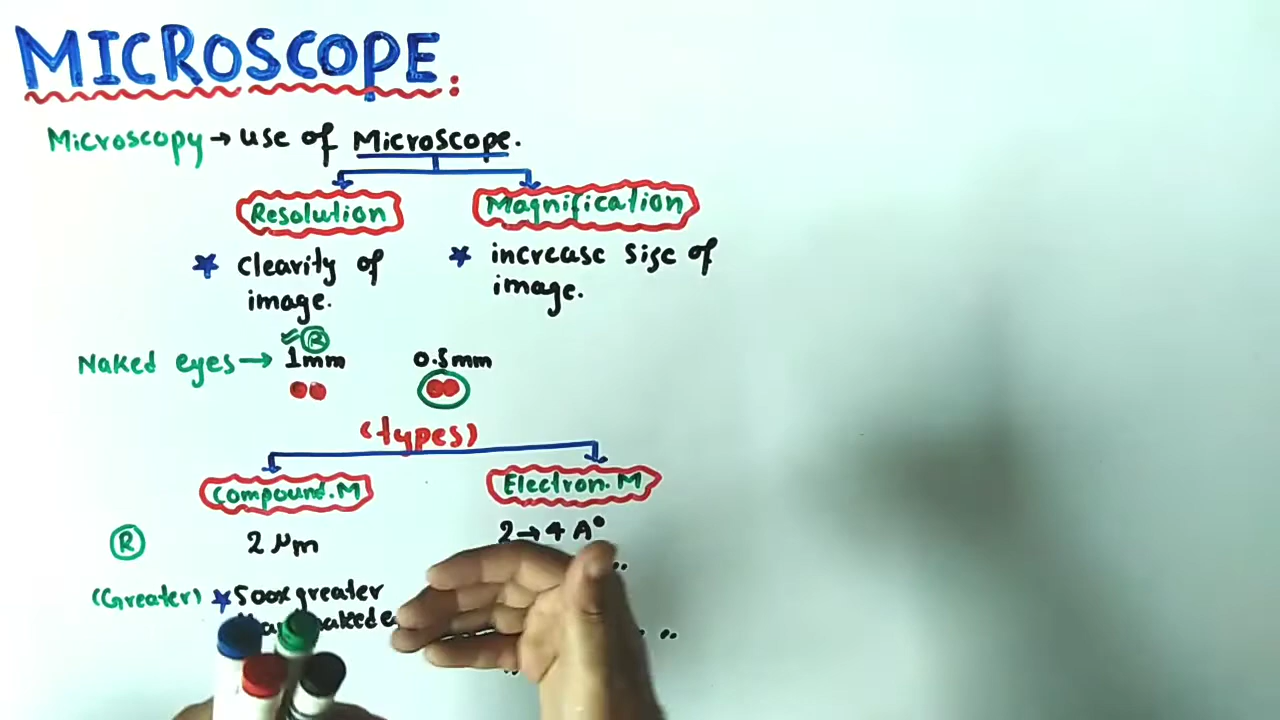 MICROSCOPE:
Microscopy → use of Microscope.
Resolution Magnification
★ clearity of ★ increase size of
image. image.
R
Naked eyes → 1mm 0.5mm
(types)
Compound.M Electron.M
R 2 μm 2→4 A°
(Greater) ★ 500x greater
naked